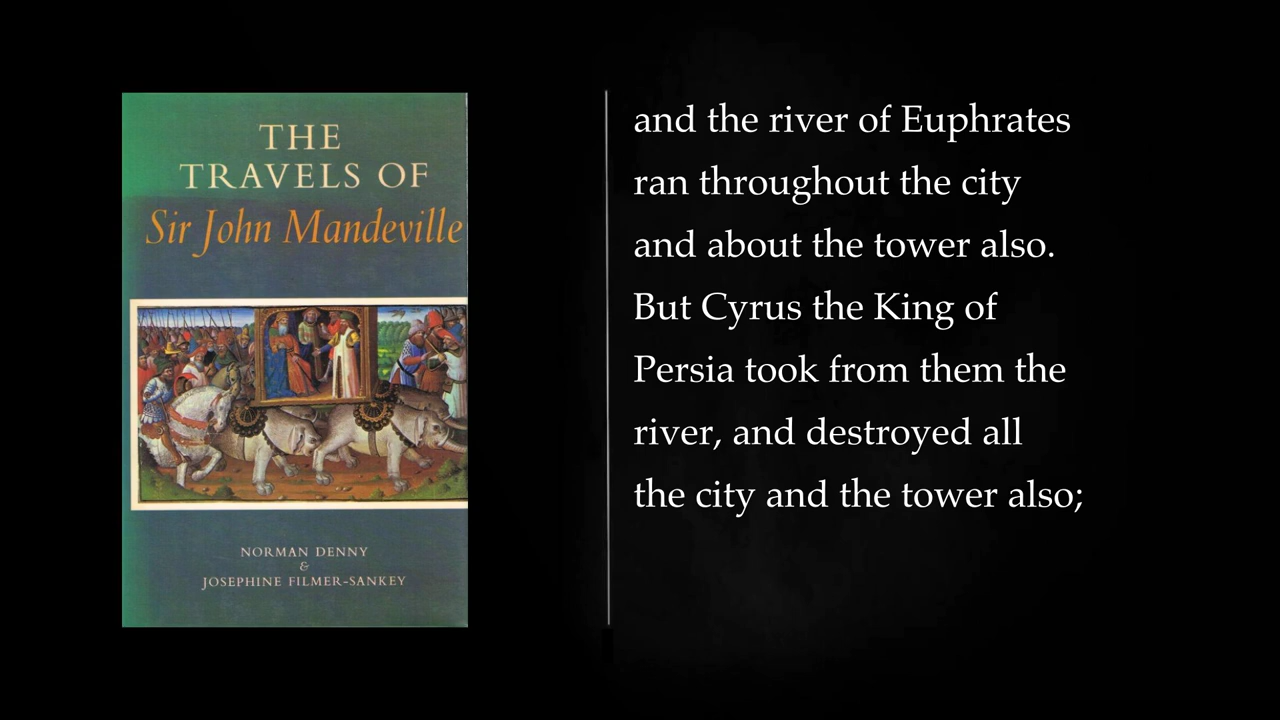 THE
TRAVELS OF
Sir John Mandeville
NORMAN DENNY
&
JOSEPHINE FILMER-SANKEY
and the river of Euphrates
ran throughout the city
and about the tower also.
But Cyrus the King of
Persia took from them the
river, and destroyed all
the city and the tower also;